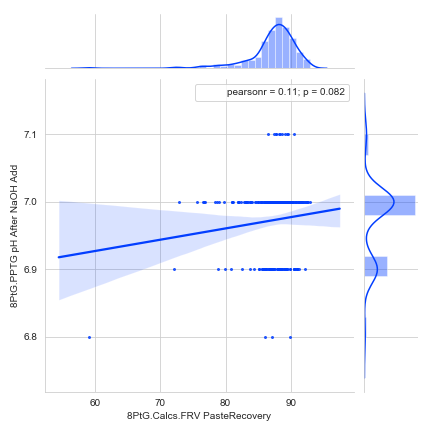 pearsonr = 0.11; p = 0.082
8PtG.PPTG pH After NaOH Add
7.1
7.0
6.9
6.8
60
70
80
90
8PtG.Calcs.FRV PasteRecovery